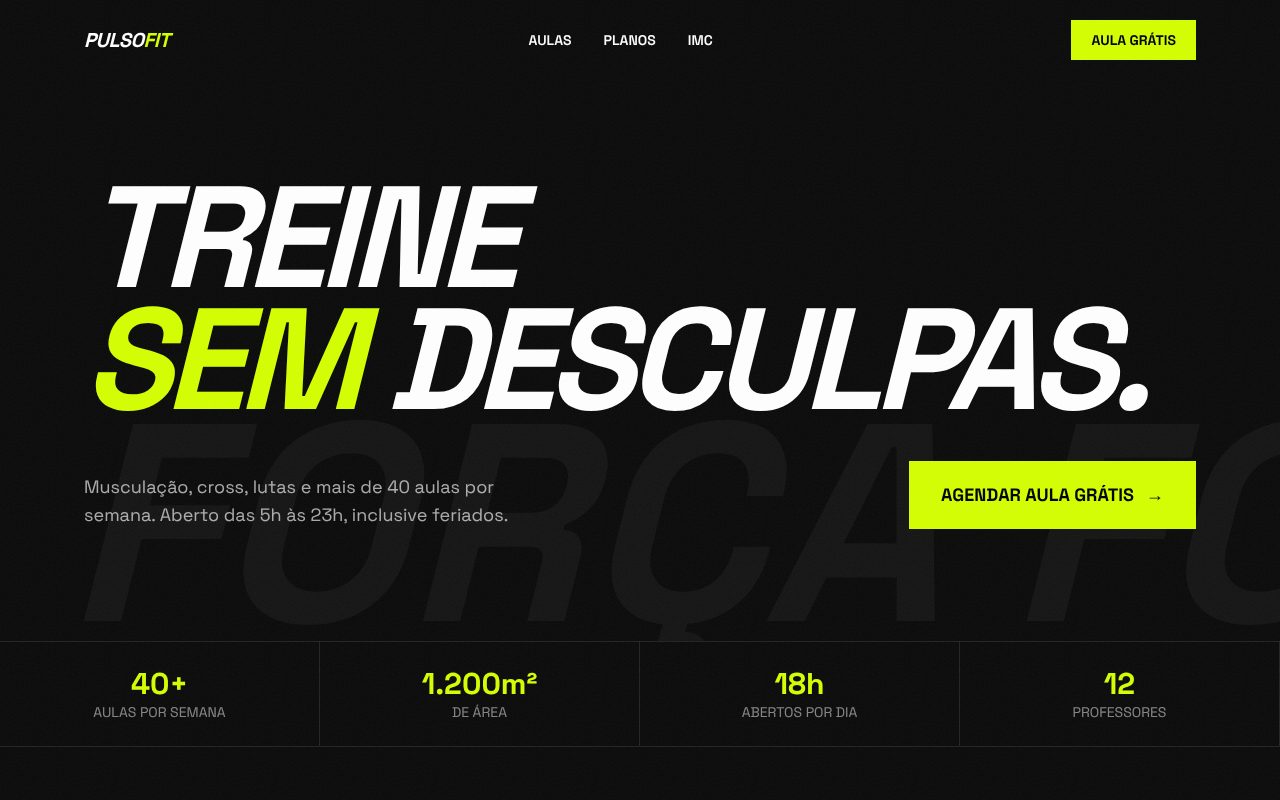 PULSOFIT
AULAS PLANOS IMC
AULA GRÁTIS
TREINE
SEM DESCULPAS.
FORÇA FO
Musculação, cross, lutas e mais de 40 aulas por
semana. Aberto das 5h às 23h, inclusive feriados.
AGENDAR AULA GRÁTIS →
40+
AULAS POR SEMANA
1.200m²
DE ÁREA
18h
ABERTOS POR DIA
12
PROFESSORES